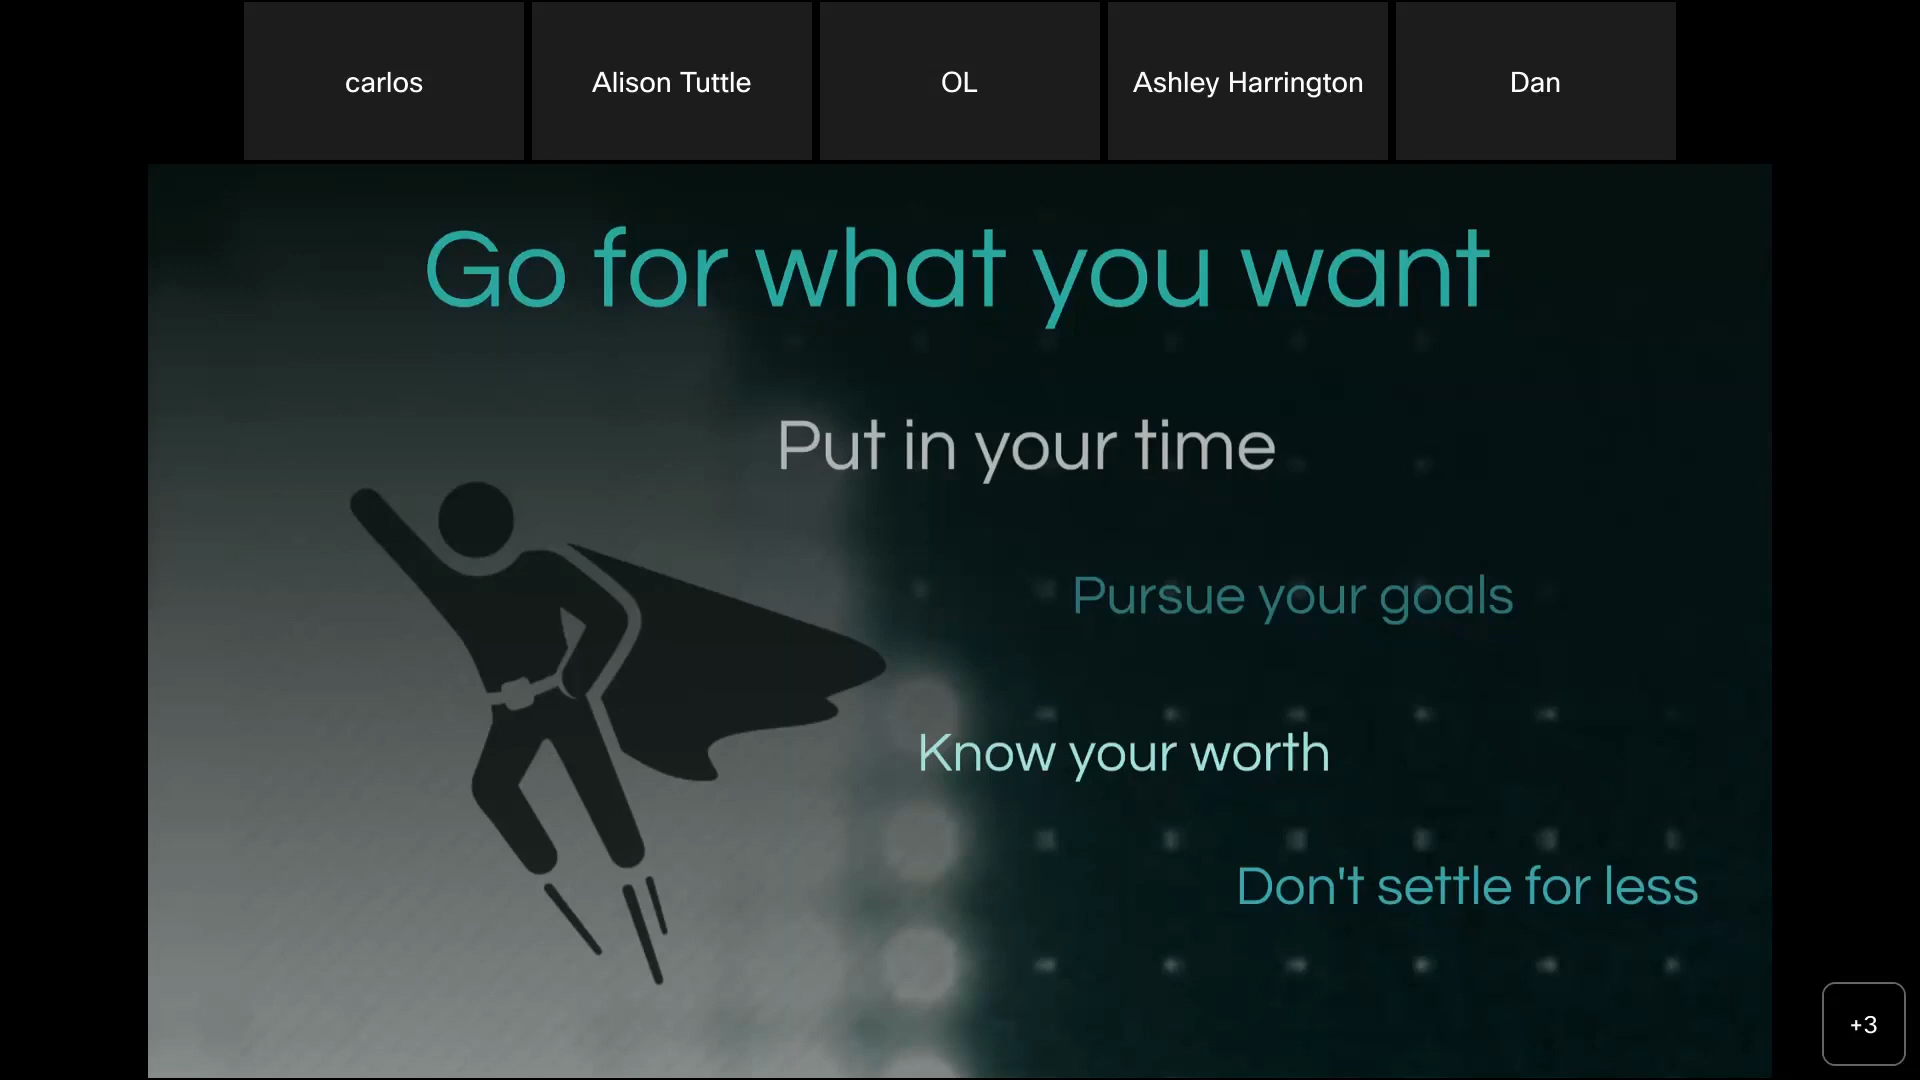 carlos
Alison Tuttle
OL
Ashley Harrington
Dan
Go for what you want
Put in your time
Pursue your goals
Know your worth
Don't settle for less
+3